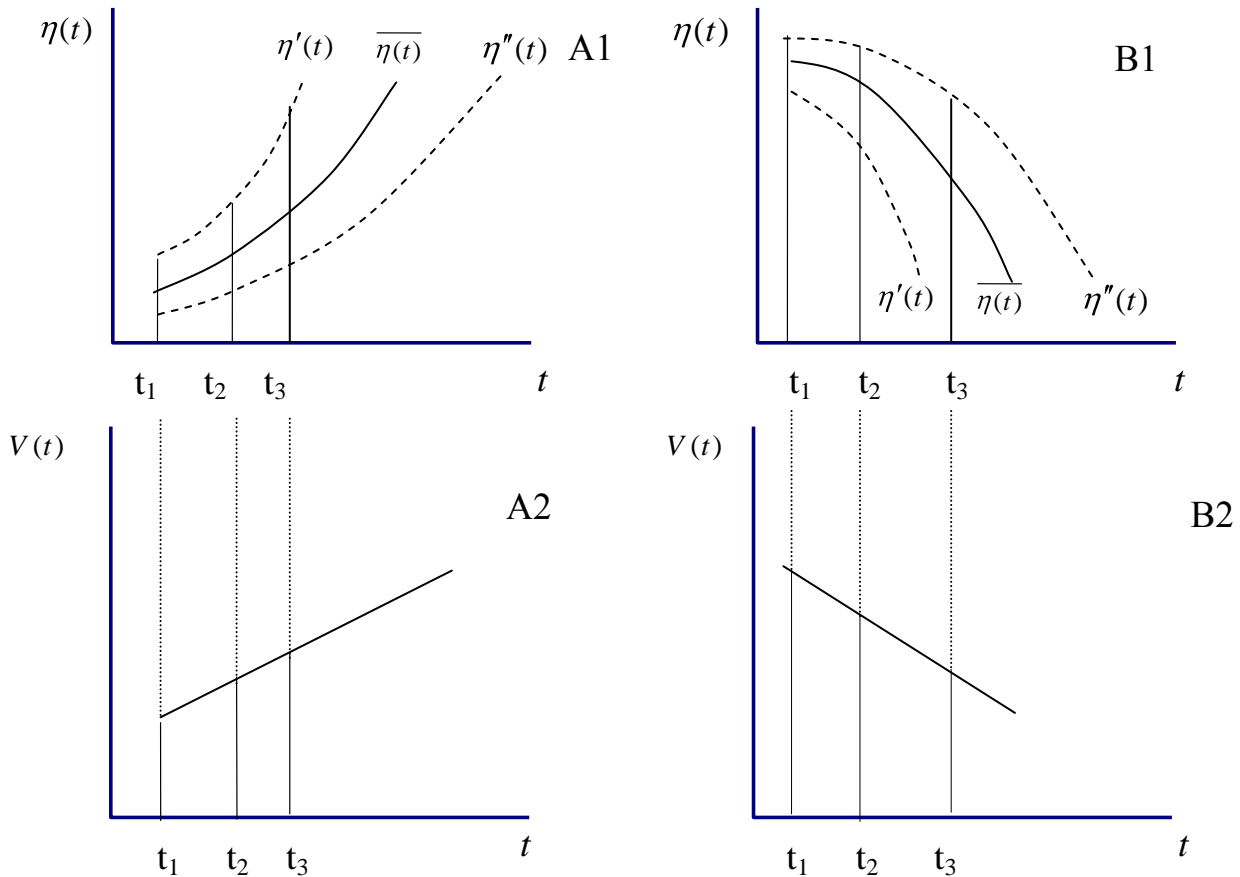 η(t) η′(t) η(t)‾ η″(t) A1
t₁ t₂ t₃ t
η(t) B1
η′(t) η(t)‾ η″(t)
t₁ t₂ t₃ t
V(t)
A2
t₁ t₂ t₃ t
V(t)
B2
t₁ t₂ t₃ t